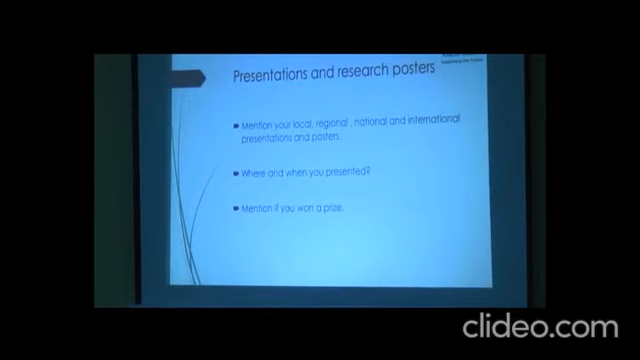 Presentations and research posters
Mention your local, regional , national and international
presentations and posters.
Where and when you presented?
Mention if you won a prize.
clideo.com